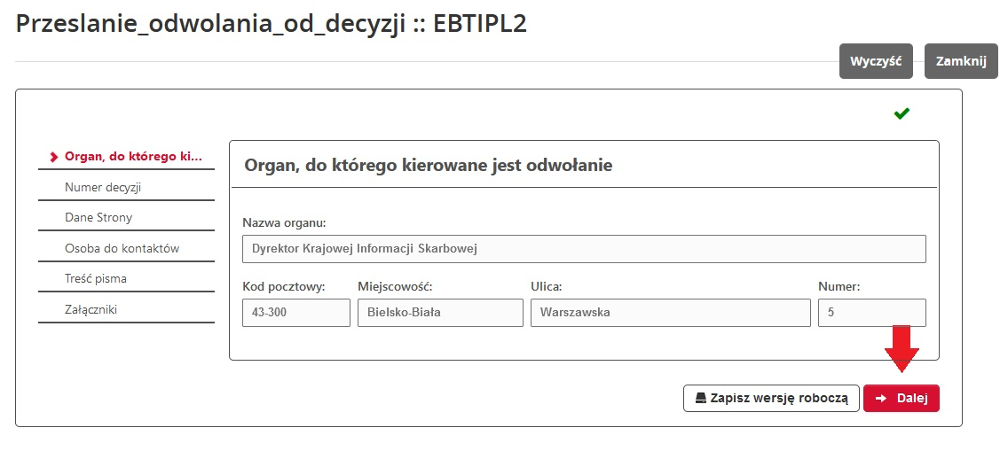 Przeslanie_odwolania_od_decyzji :: EBTIPL2
Wyczyść
Zamknij
Organ, do którego ki...
Numer decyzji
Dane Strony
Osoba do kontaktów
Treść pisma
Załączniki
Organ, do którego kierowane jest odwołanie
Nazwa organu:
Dyrektor Krajowej Informacji Skarbowej
Kod pocztowy: Miejscowość: Ulica: Numer:
43-300 Bielsko-Biała Warszawska 5
Zapisz wersję roboczą
Dalej